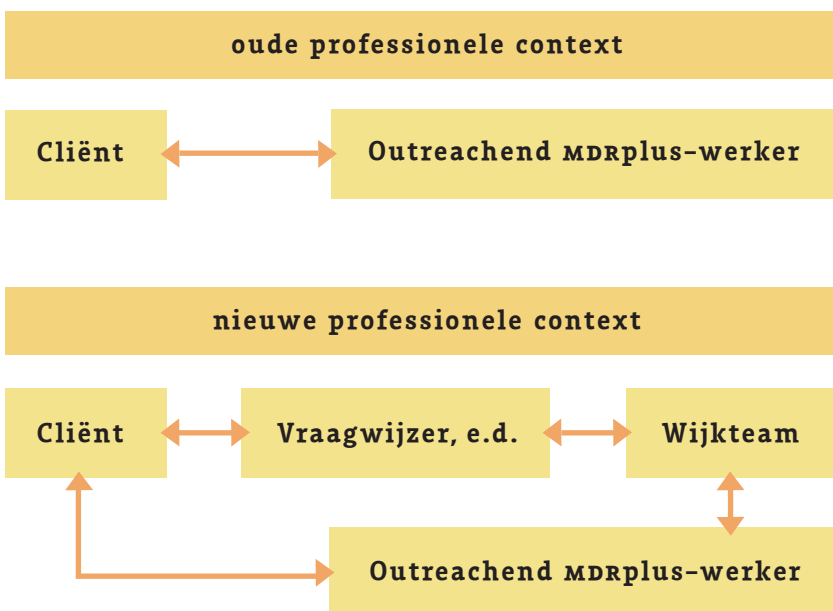 oude professionele context
Cliënt
Outreachend MDRplus-werker
nieuwe professionele context
Cliënt
Vraagwijzer, e.d.
Wijkteam
Outreachend MDRplus-werker